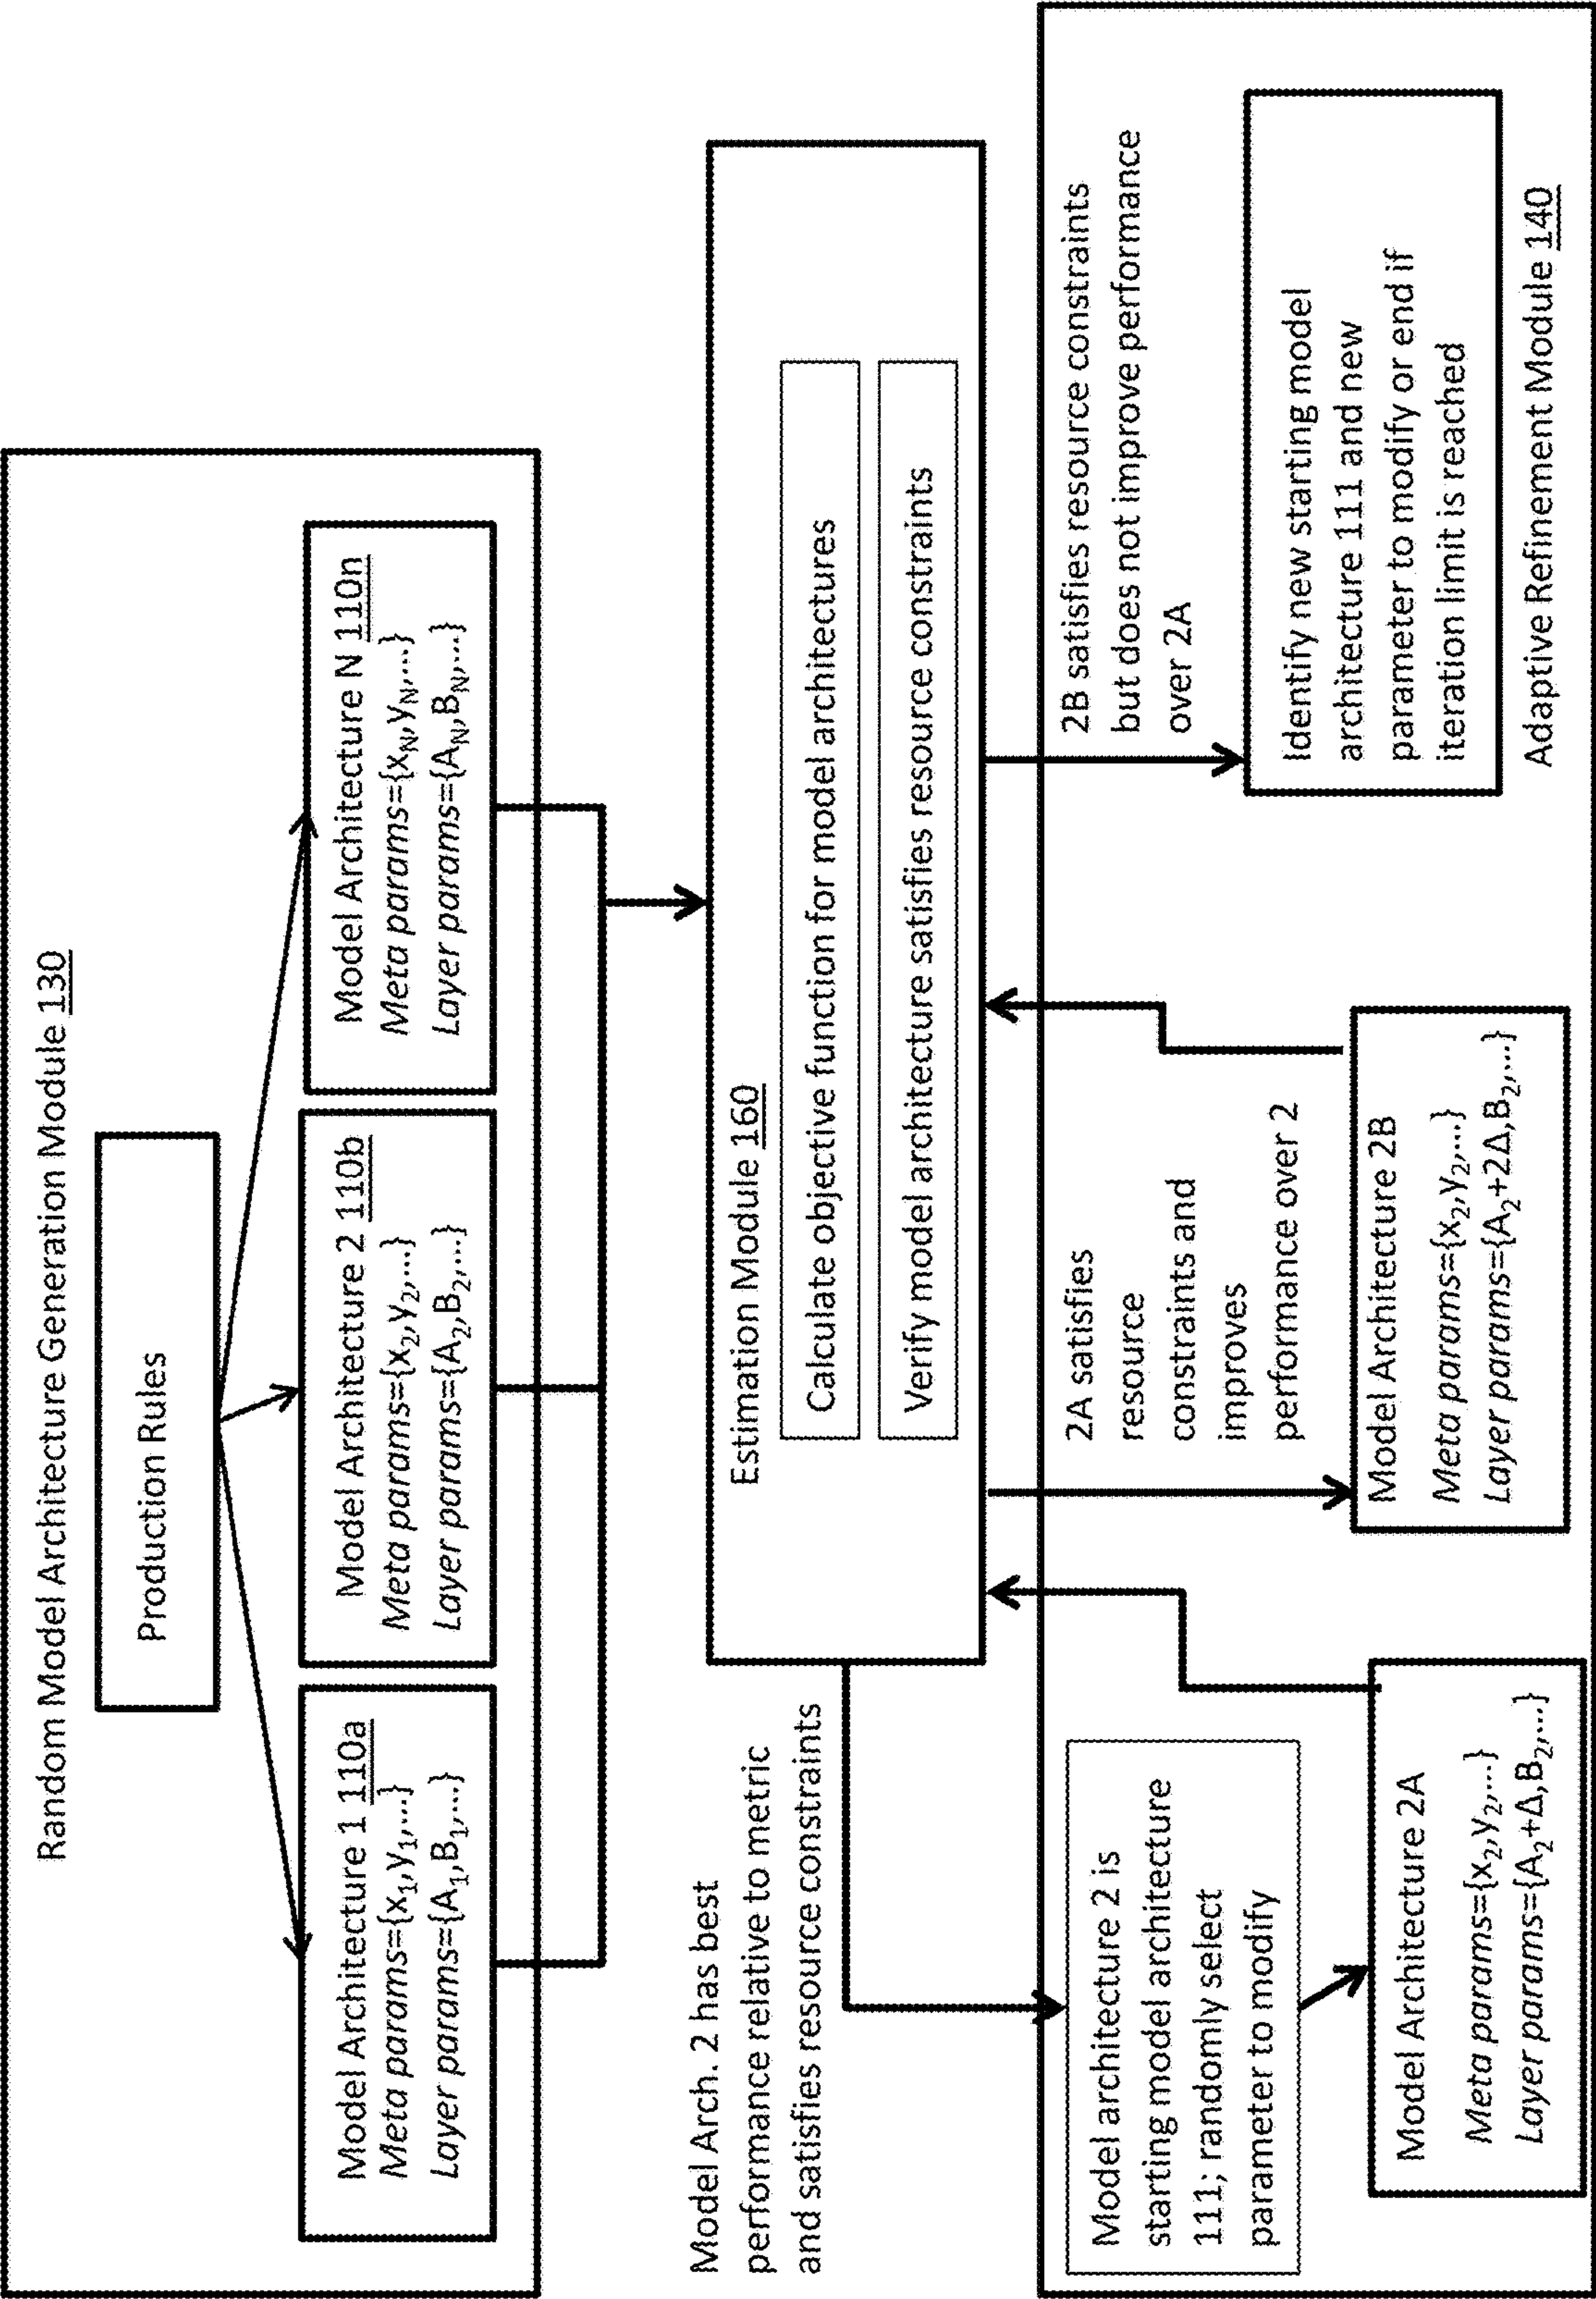 Random Model Architecture Generation Module 130
Production Rules
Model Architecture 1 110a
Meta params={x₁,y₁,...}
Layer params={A₁,B₁,...}
Model Architecture 2 110b
Meta params={x₂,y₂,...}
Layer params={A₂,B₂,...}
Model Architecture N 110n
Meta params={x_N,y_N,...}
Layer params={A_N,B_N,...}
Model Arch. 2 has best
performance relative to metric
and satisfies resource constraints
Estimation Module 160
Calculate objective function for model architectures
Verify model architecture satisfies resource constraints
Model architecture 2 is
starting model architecture
111; randomly select
parameter to modify
Model Architecture 2A
Meta params={x₂,y₂,...}
Layer params={A₂+Δ,B₂,...}
2A satisfies
resource
constraints and
improves
performance over 2
Model Architecture 2B
Meta params={x₂,y₂,...}
Layer params={A₂+2Δ,B₂,...}
2B satisfies resource constraints
but does not improve performance
over 2A
Identify new starting model
architecture 111 and new
parameter to modify or end if
iteration limit is reached
Adaptive Refinement Module 140